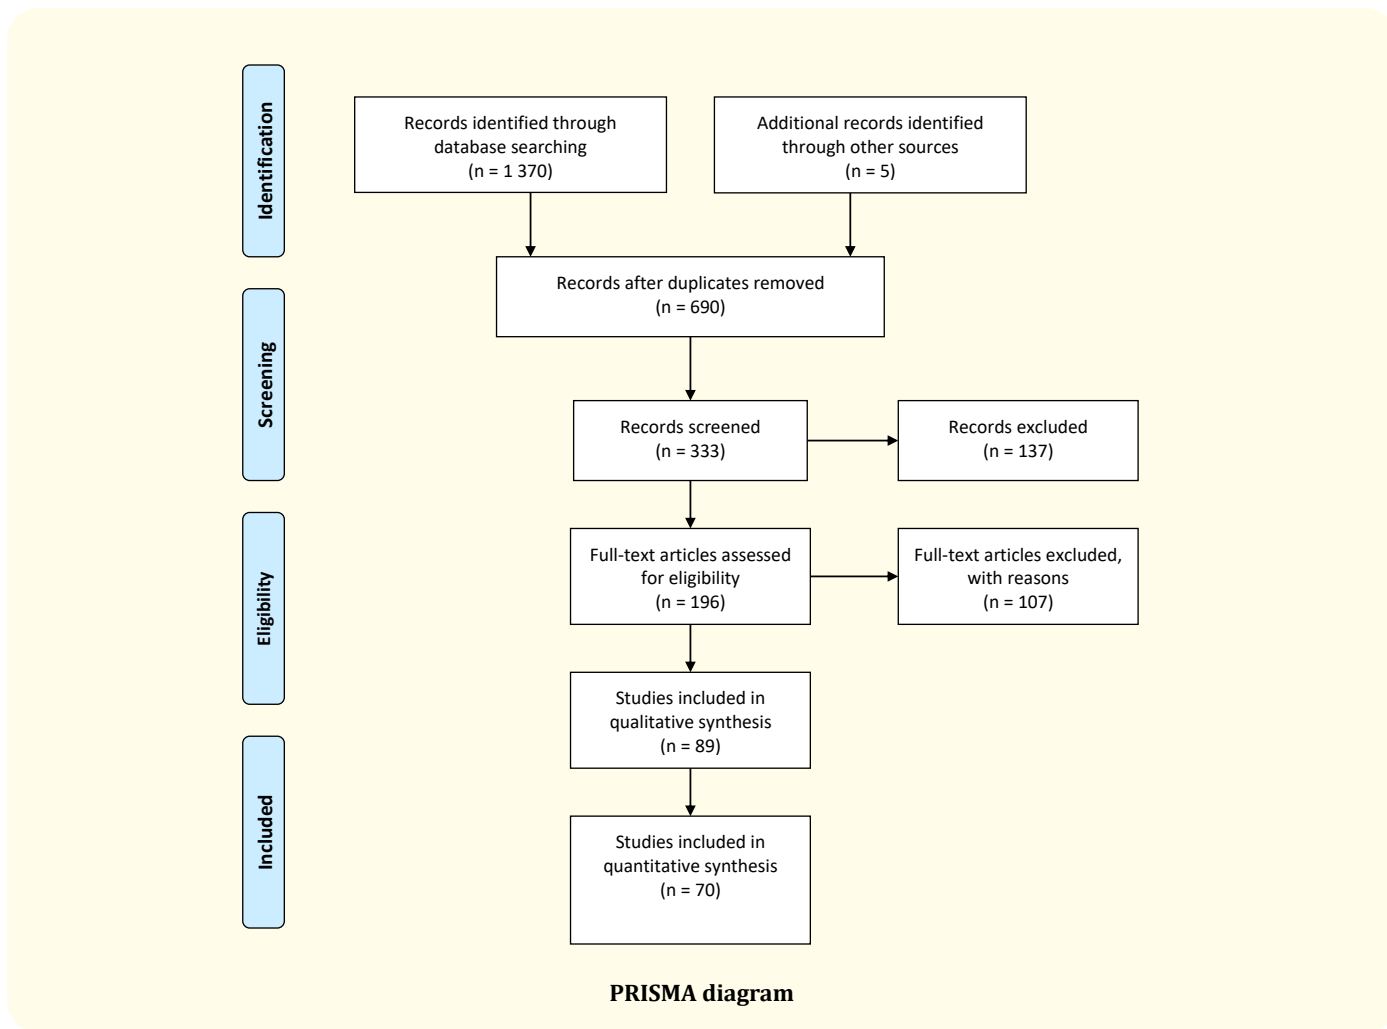 Identification
Records identified through
database searching
(n = 1 370)
Additional records identified
through other sources
(n = 5)
Records after duplicates removed
(n = 690)
Screening
Records screened
(n = 333)
Records excluded
(n = 137)
Eligibility
Full-text articles assessed
for eligibility
(n = 196)
Full-text articles excluded,
with reasons
(n = 107)
Studies included in
qualitative synthesis
(n = 89)
Included
Studies included in
quantitative synthesis
(n = 70)
PRISMA diagram